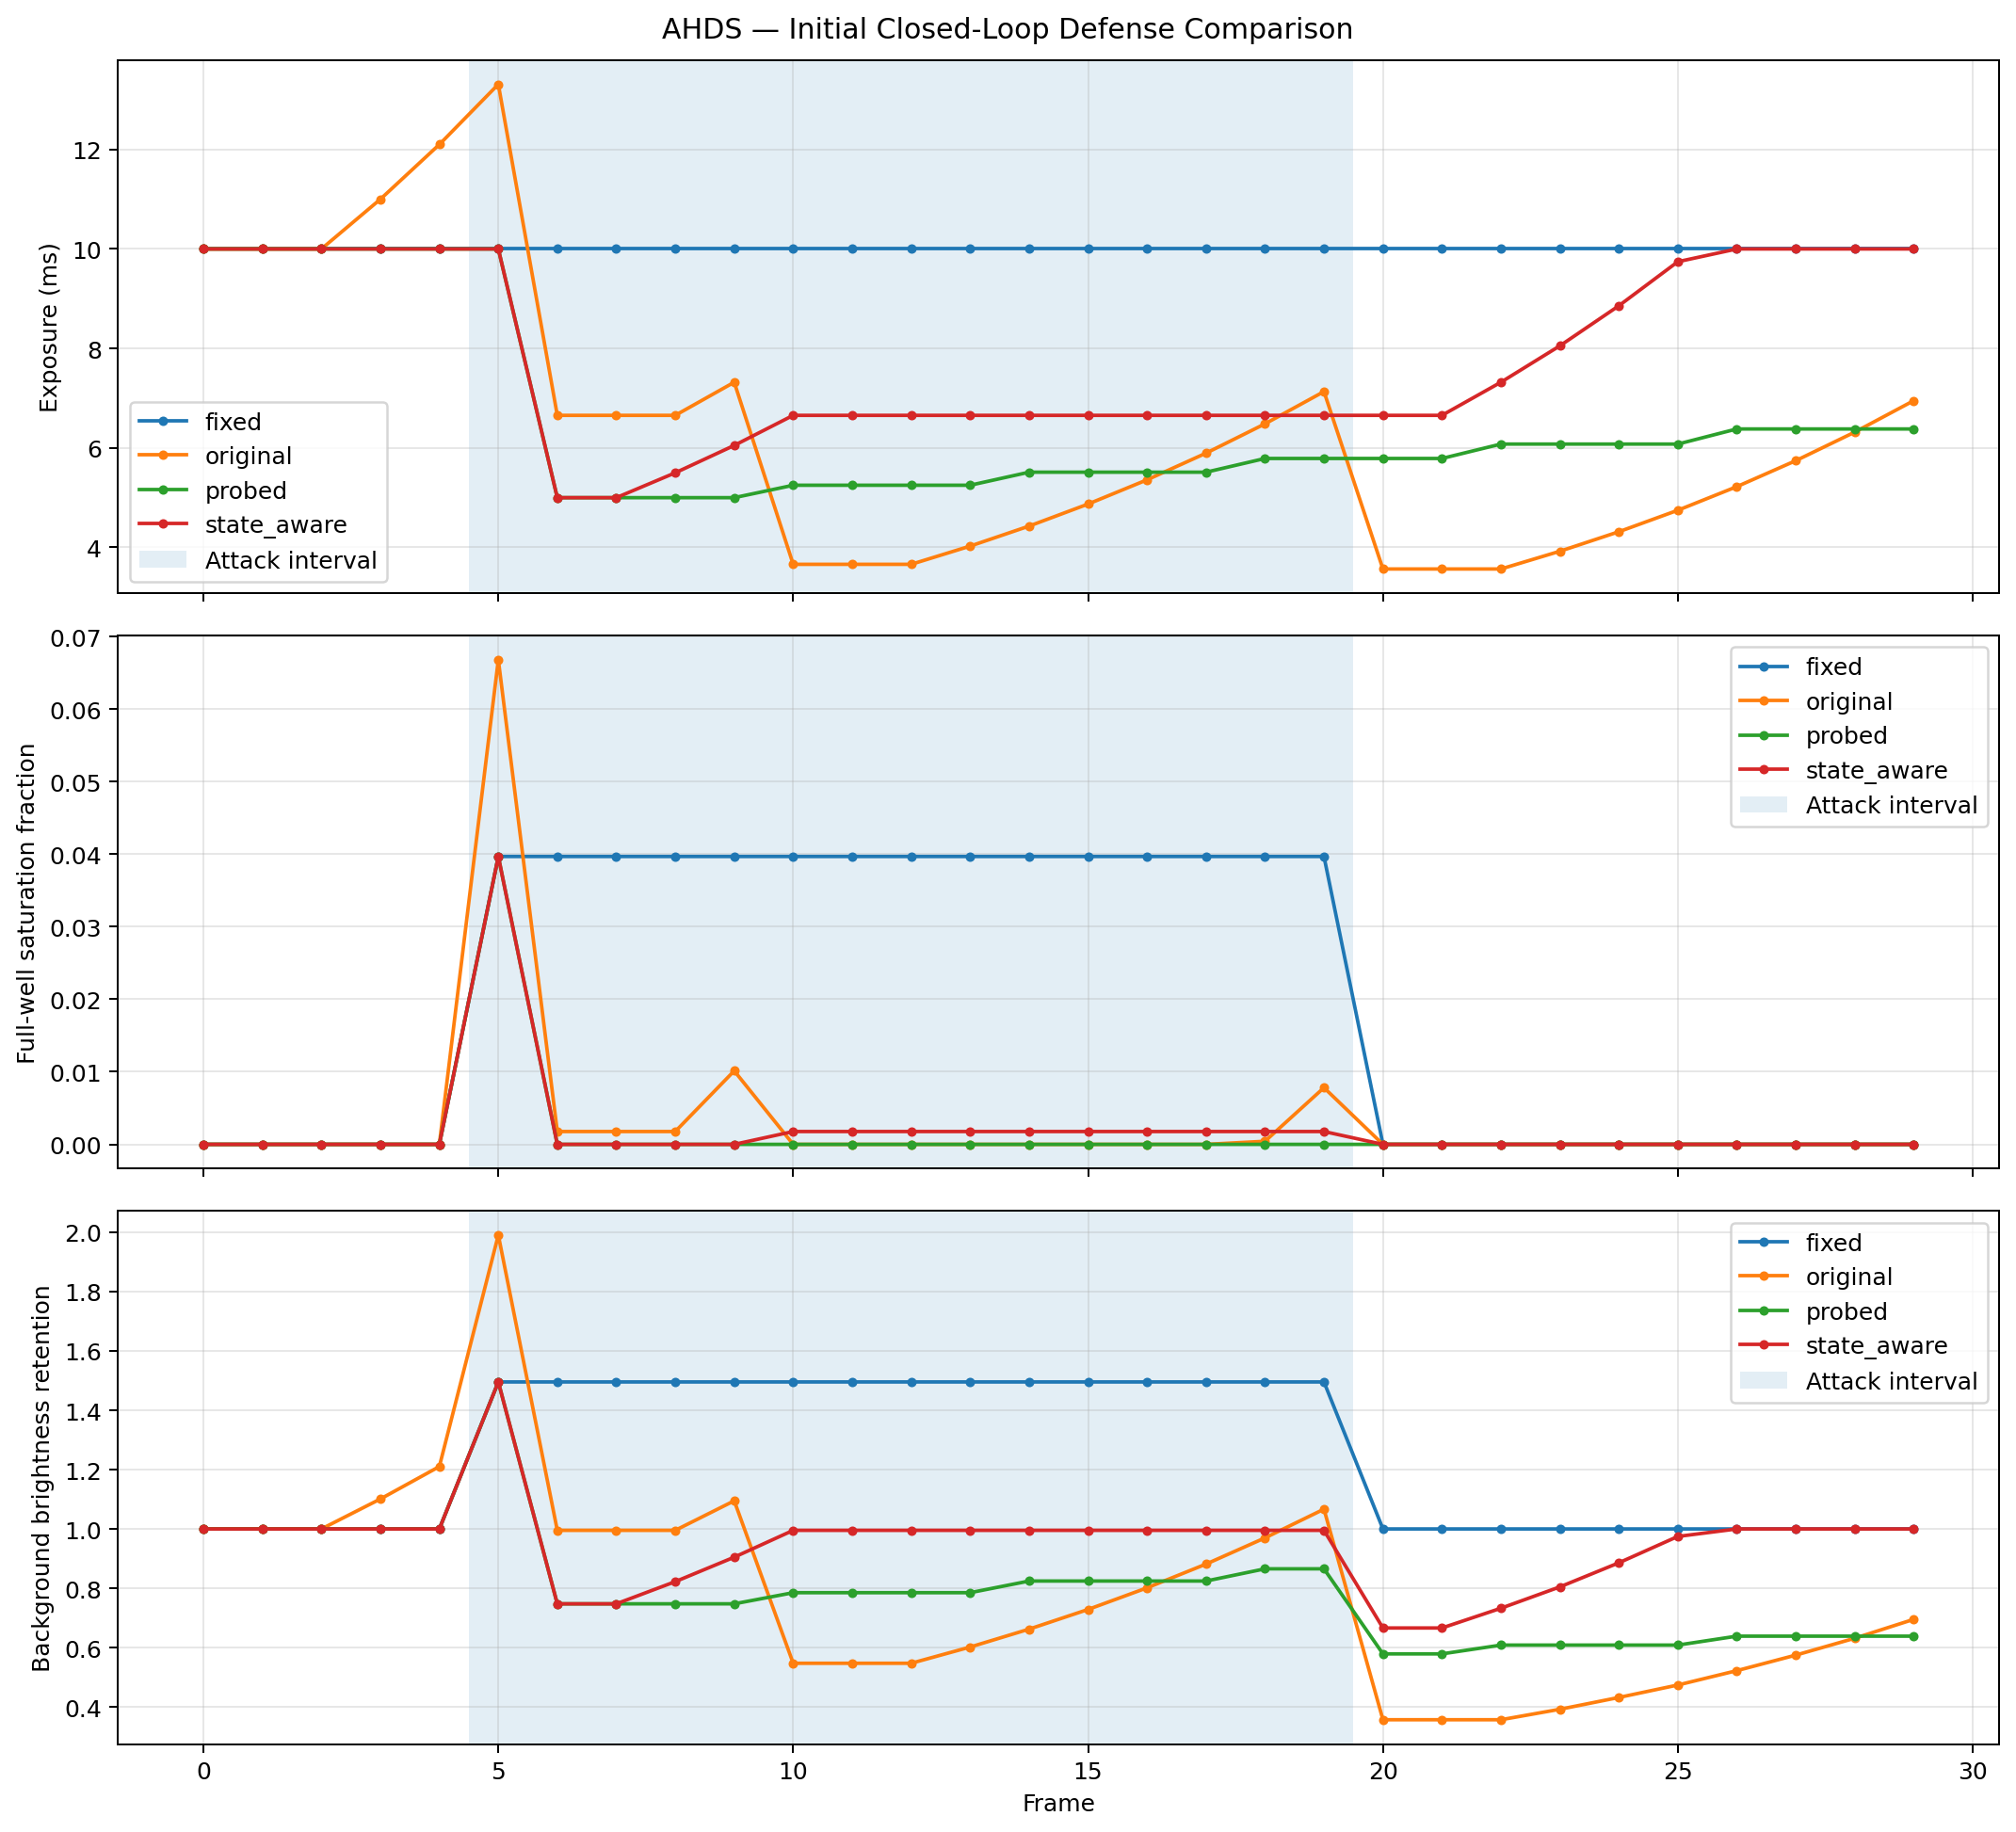 AHDS — Initial Closed-Loop Defense Comparison
Exposure (ms)
12
10
8
6
4
fixed
original
probed
state_aware
Attack interval
Full-well saturation fraction
0.07
0.06
0.05
0.04
0.03
0.02
0.01
0.00
fixed
original
probed
state_aware
Attack interval
Background brightness retention
2.0
1.8
1.6
1.4
1.2
1.0
0.8
0.6
0.4
fixed
original
probed
state_aware
Attack interval
0 5 10 15 20 25 30
Frame